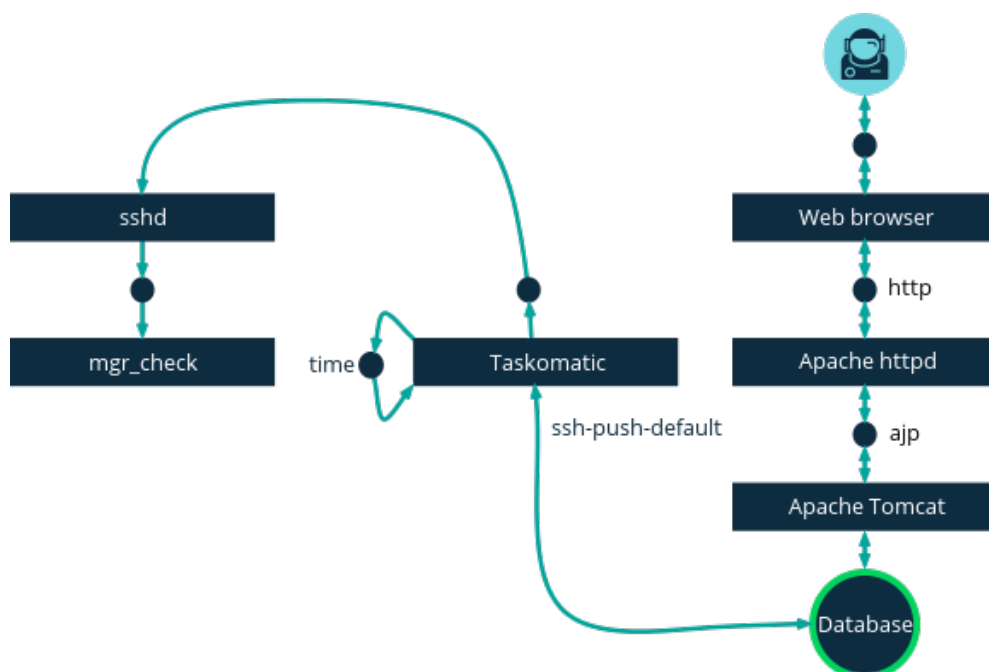 sshd
Web browser
http
mgr_check
time
Taskomatic
Apache httpd
ssh-push-default
ajp
Apache Tomcat
Database